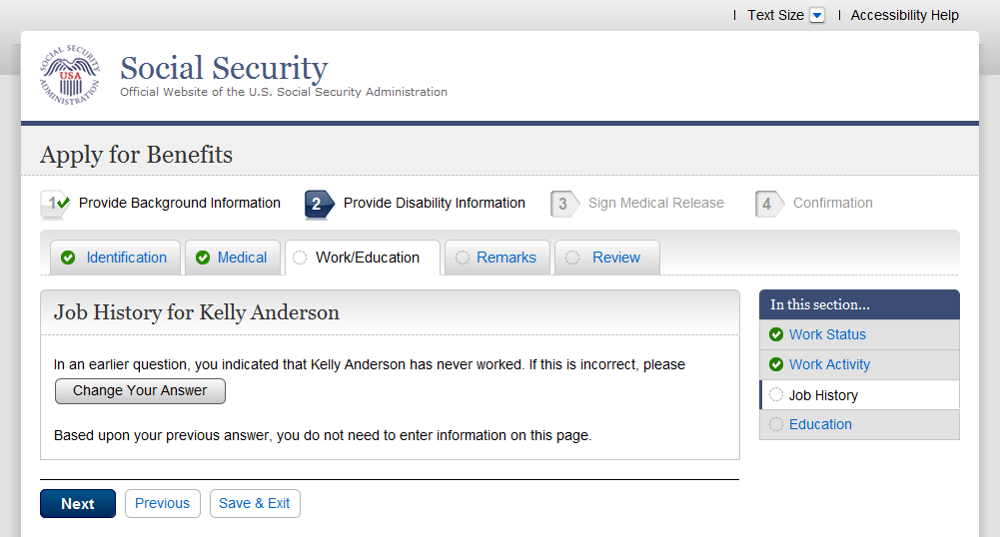 Text Size
Accessibility Help
SOCIAL SECURITY ADMINISTRATION
USA
Social Security
Official Website of the U.S. Social Security Administration
Apply for Benefits
1 Provide Background Information 2 Provide Disability Information 3 Sign Medical Release 4 Confirmation
Identification Medical Work/Education Remarks Review
Job History for Kelly Anderson
In an earlier question, you indicated that Kelly Anderson has never worked. If this is incorrect, please
Change Your Answer
Based upon your previous answer, you do not need to enter information on this page.
In this section...
Work Status
Work Activity
Job History
Education
Next Previous Save & Exit